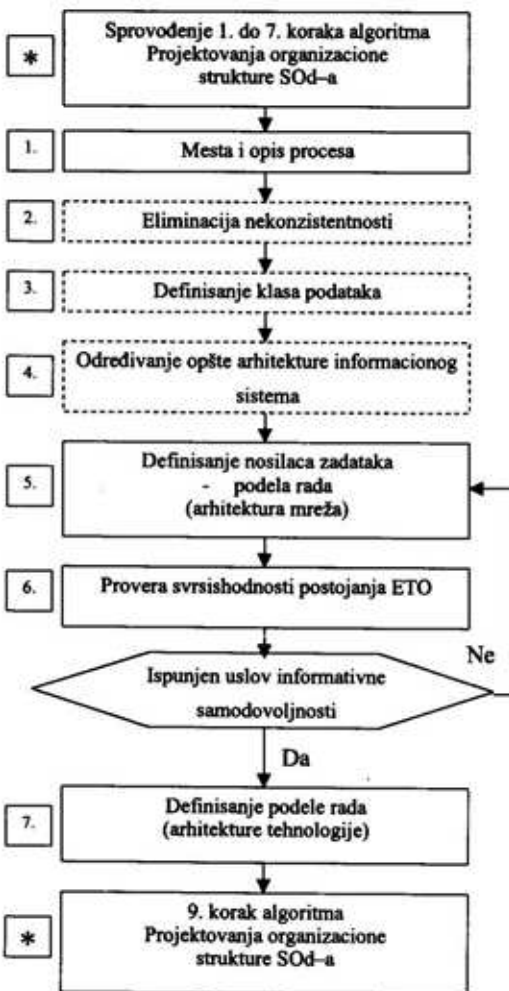 Sprovođenje 1. do 7. koraka algoritma
Projektovanja organizacione
strukture SOd–a
*
1.
Mesta i opis procesa
2.
Eliminacija nekonzistentnosti
3.
Definisanje klasa podataka
4.
Određivanje opšte arhitekture informacionog
sistema
5.
Definisanje nosilaca zadataka
- podela rada
(arhitektura mreža)
6.
Provera svrsishodnosti postojanja ETO
Ne
Ispunjen uslov informativne
samodovoljnosti
Da
7.
Definisanje podele rada
(arhitekture tehnologije)
*
9. korak algoritma
Projektovanja organizacione
strukture SOd–a